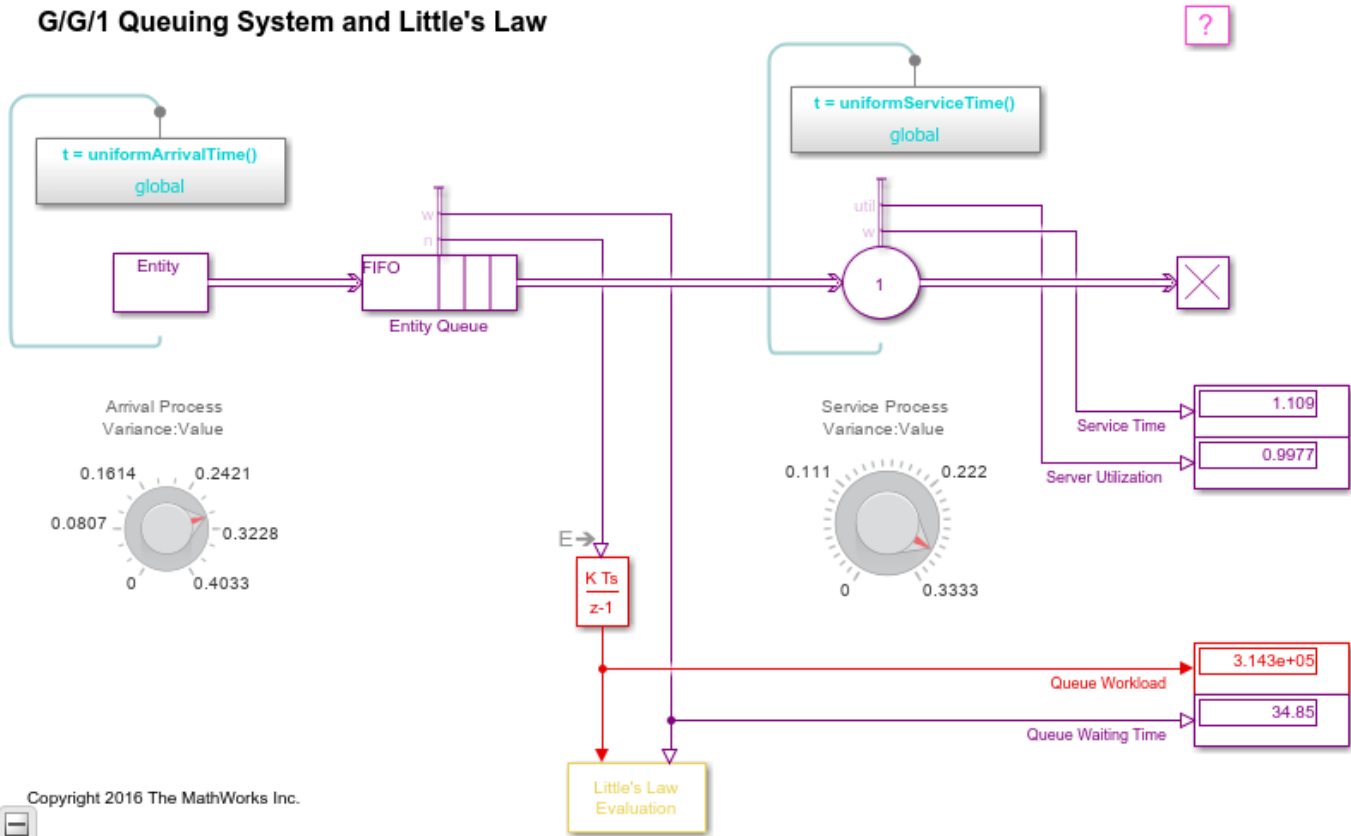 G/G/1 Queuing System and Little's Law
?
t = uniformServiceTime()
global
t = uniformArrivalTime()
global
util
w
w
n
Entity
FIFO
1
Entity Queue
Arrival Process
Variance:Value
0.1614
0.2421
0.0807
0.3228
0
0.4033
Service Process
Variance:Value
0.111
0.222
0
0.3333
1.109
Service Time
0.9977
Server Utilization
E
K Ts
z-1
3.143e+05
Queue Workload
34.85
Queue Waiting Time
Little's Law
Evaluation
Copyright 2016 The MathWorks Inc.